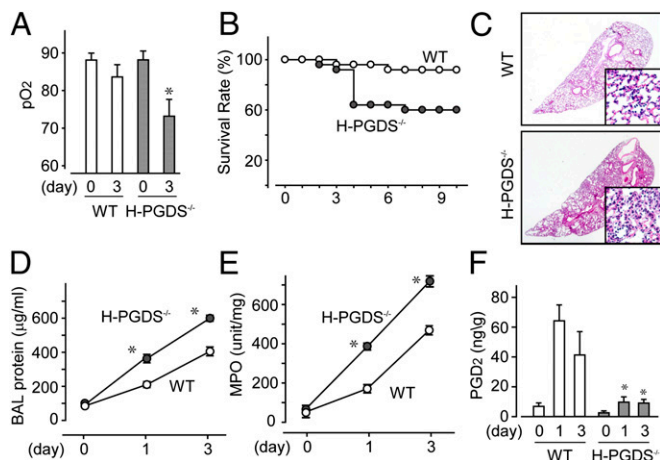 A
pO2
90
80
70
60
(day) 0 3 0 3
WT H-PGDS-/-
B
Survival Rate (%)
100
60
20
WT
H-PGDS-/-
0 3 6 9
C
WT
H-PGDS-/-
D
BAL protein (µg/ml)
600
400
200
0
H-PGDS-/-
*
*
WT
0 1 3
(day)
E
MPO (unit/mg)
600
400
200
0
H-PGDS-/-
*
*
WT
0 1 3
(day)
F
PGD2 (ng\g)
80
60
40
20
0
* *
(day) 0 1 3 0 1 3
WT H-PGDS-/-